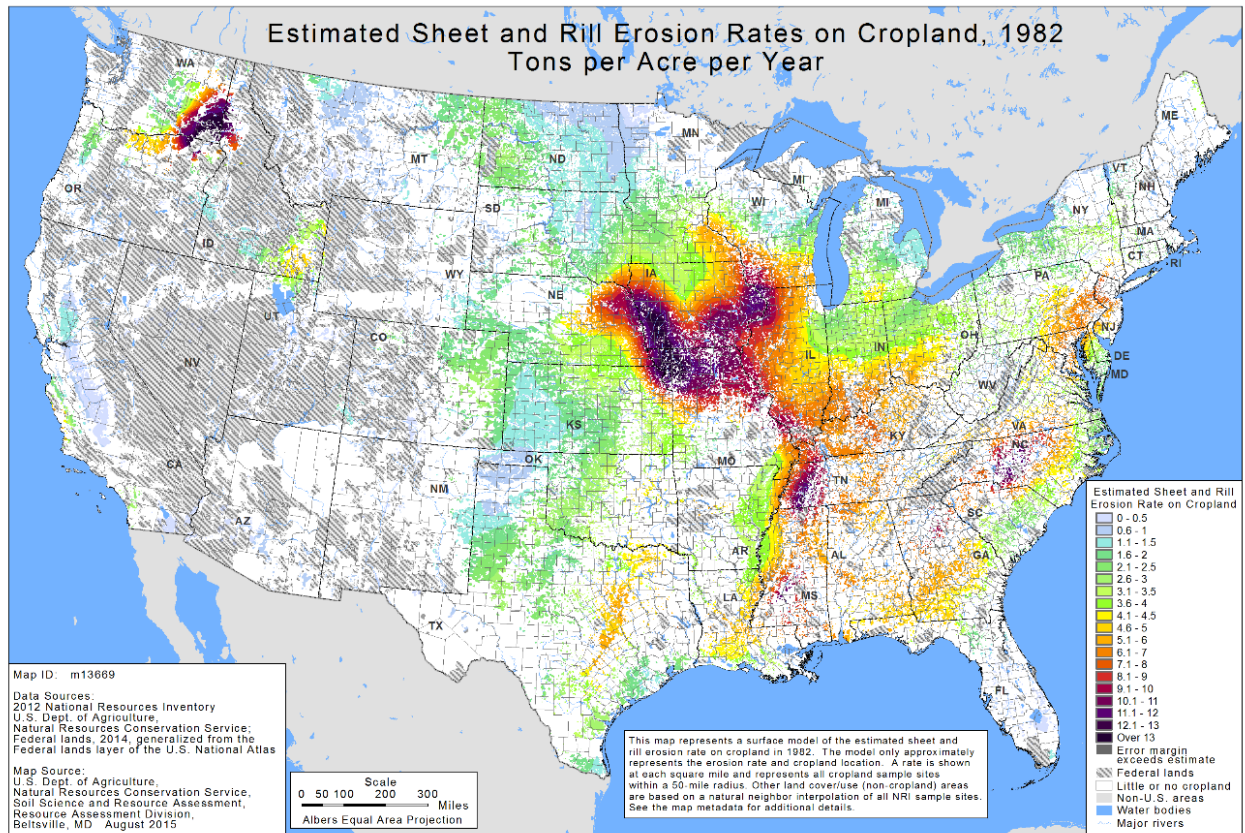 Estimated Sheet and Rill Erosion Rates on Cropland, 1982
Tons per Acre per Year
WA
OR
CA
NV
ID
UT
AZ
MT
WY
CO
NM
ND
SD
NE
KS
OK
TX
MN
IA
MO
AR
LA
WI
MI
MI
IL
IN
OH
KY
TN
MS
AL
GA
FL
SC
NC
VA
WV
PA
NY
VT
NH
ME
MA
CT
RI
NJ
DE
MD
Map ID: m13669
Data Sources:
2012 National Resources Inventory
U.S. Dept. of Agriculture,
Natural Resources Conservation Service;
Federal lands, 2014, generalized from the
Federal lands layer of the U.S. National Atlas
Map Source:
U.S. Dept. of Agriculture,
Natural Resources Conservation Service,
Soil Science and Resource Assessment,
Resource Assessment Division,
Beltsville, MD August 2015
Scale
0 50 100 200 300
Miles
Albers Equal Area Projection
This map represents a surface model of the estimated sheet and
rill erosion rate on cropland in 1982. The model only approximately
represents the erosion rate and cropland location. A rate is shown
at each square mile and represents all cropland sample sites
within a 50-mile radius. Other land cover/use (non-cropland) areas
are based on a natural neighbor interpolation of all NRI sample sites.
See the map metadata for additional details.
Estimated Sheet and Rill
Erosion Rate on Cropland
0 - 0.5
0.6 - 1
1.1 - 1.5
1.6 - 2
2.1 - 2.5
2.6 - 3
3.1 - 3.5
3.6 - 4
4.1 - 4.5
4.6 - 5
5.1 - 6
6.1 - 7
7.1 - 8
8.1 - 9
9.1 - 10
10.1 - 11
11.1 - 12
12.1 - 13
Over 13
Error margin
exceeds estimate
Federal lands
Little or no cropland
Non-U.S. areas
Water bodies
Major rivers